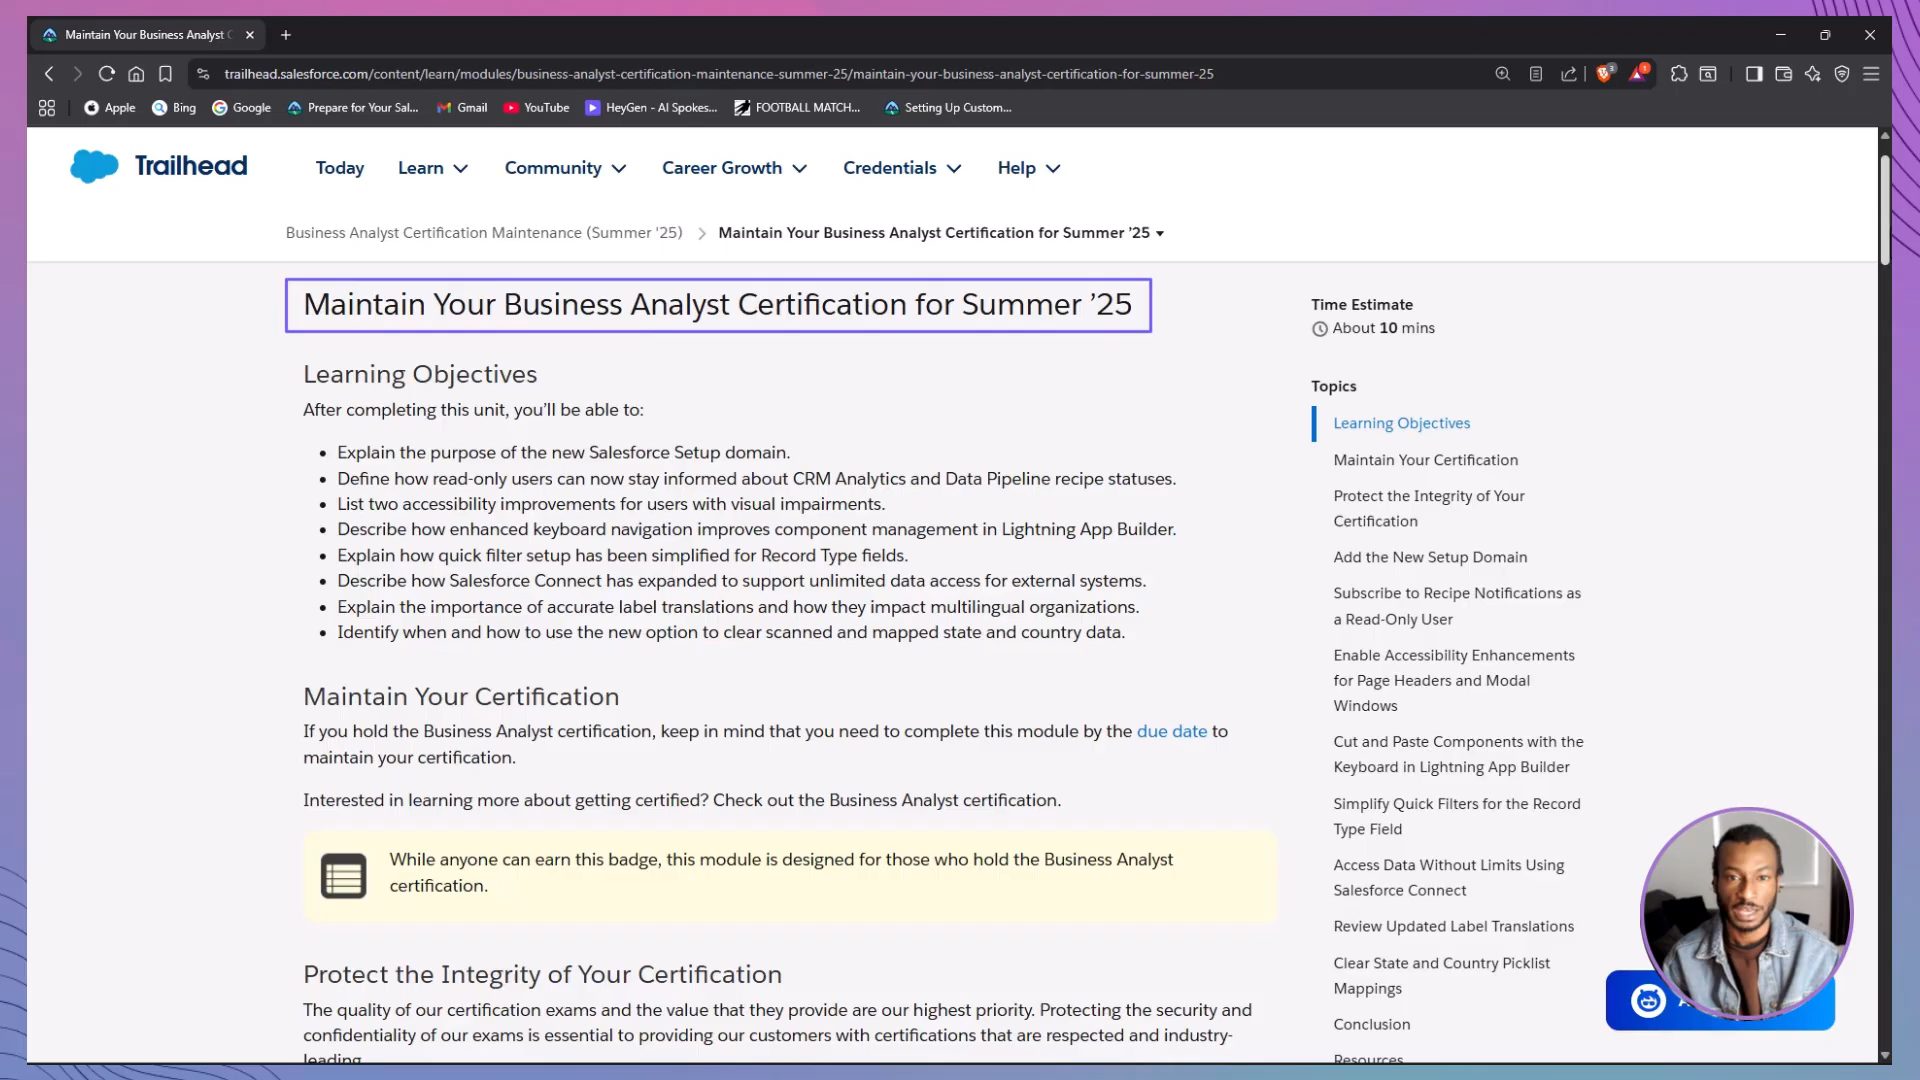 Maintain Your Business Analyst C
trailhead.salesforce.com/content/learn/modules/business-analyst-certification-maintenance-summer-25/maintain-your-business-analyst-certification-for-summer-25
3
1
Apple
Bing
Google
Prepare for Your Sal...
Gmail
YouTube
HeyGen - AI Spokes...
FOOTBALL MATCH...
Setting Up Custom...
Trailhead
Today
Learn
Community
Career Growth
Credentials
Help
Business Analyst Certification Maintenance (Summer '25)
Maintain Your Business Analyst Certification for Summer ’25
Maintain Your Business Analyst Certification for Summer ’25
Learning Objectives
After completing this unit, you’ll be able to:
• Explain the purpose of the new Salesforce Setup domain.
• Define how read-only users can now stay informed about CRM Analytics and Data Pipeline recipe statuses.
• List two accessibility improvements for users with visual impairments.
• Describe how enhanced keyboard navigation improves component management in Lightning App Builder.
• Explain how quick filter setup has been simplified for Record Type fields.
• Describe how Salesforce Connect has expanded to support unlimited data access for external systems.
• Explain the importance of accurate label translations and how they impact multilingual organizations.
• Identify when and how to use the new option to clear scanned and mapped state and country data.
Maintain Your Certification
If you hold the Business Analyst certification, keep in mind that you need to complete this module by the due date to
maintain your certification.
Interested in learning more about getting certified? Check out the Business Analyst certification.
While anyone can earn this badge, this module is designed for those who hold the Business Analyst
certification.
Protect the Integrity of Your Certification
The quality of our certification exams and the value that they provide are our highest priority. Protecting the security and
confidentiality of our exams is essential to providing our customers with certifications that are respected and industry-
leading.
Time Estimate
About 10 mins
Topics
Learning Objectives
Maintain Your Certification
Protect the Integrity of Your
Certification
Add the New Setup Domain
Subscribe to Recipe Notifications as
a Read-Only User
Enable Accessibility Enhancements
for Page Headers and Modal
Windows
Cut and Paste Components with the
Keyboard in Lightning App Builder
Simplify Quick Filters for the Record
Type Field
Access Data Without Limits Using
Salesforce Connect
Review Updated Label Translations
Clear State and Country Picklist
Mappings
Conclusion
Resources